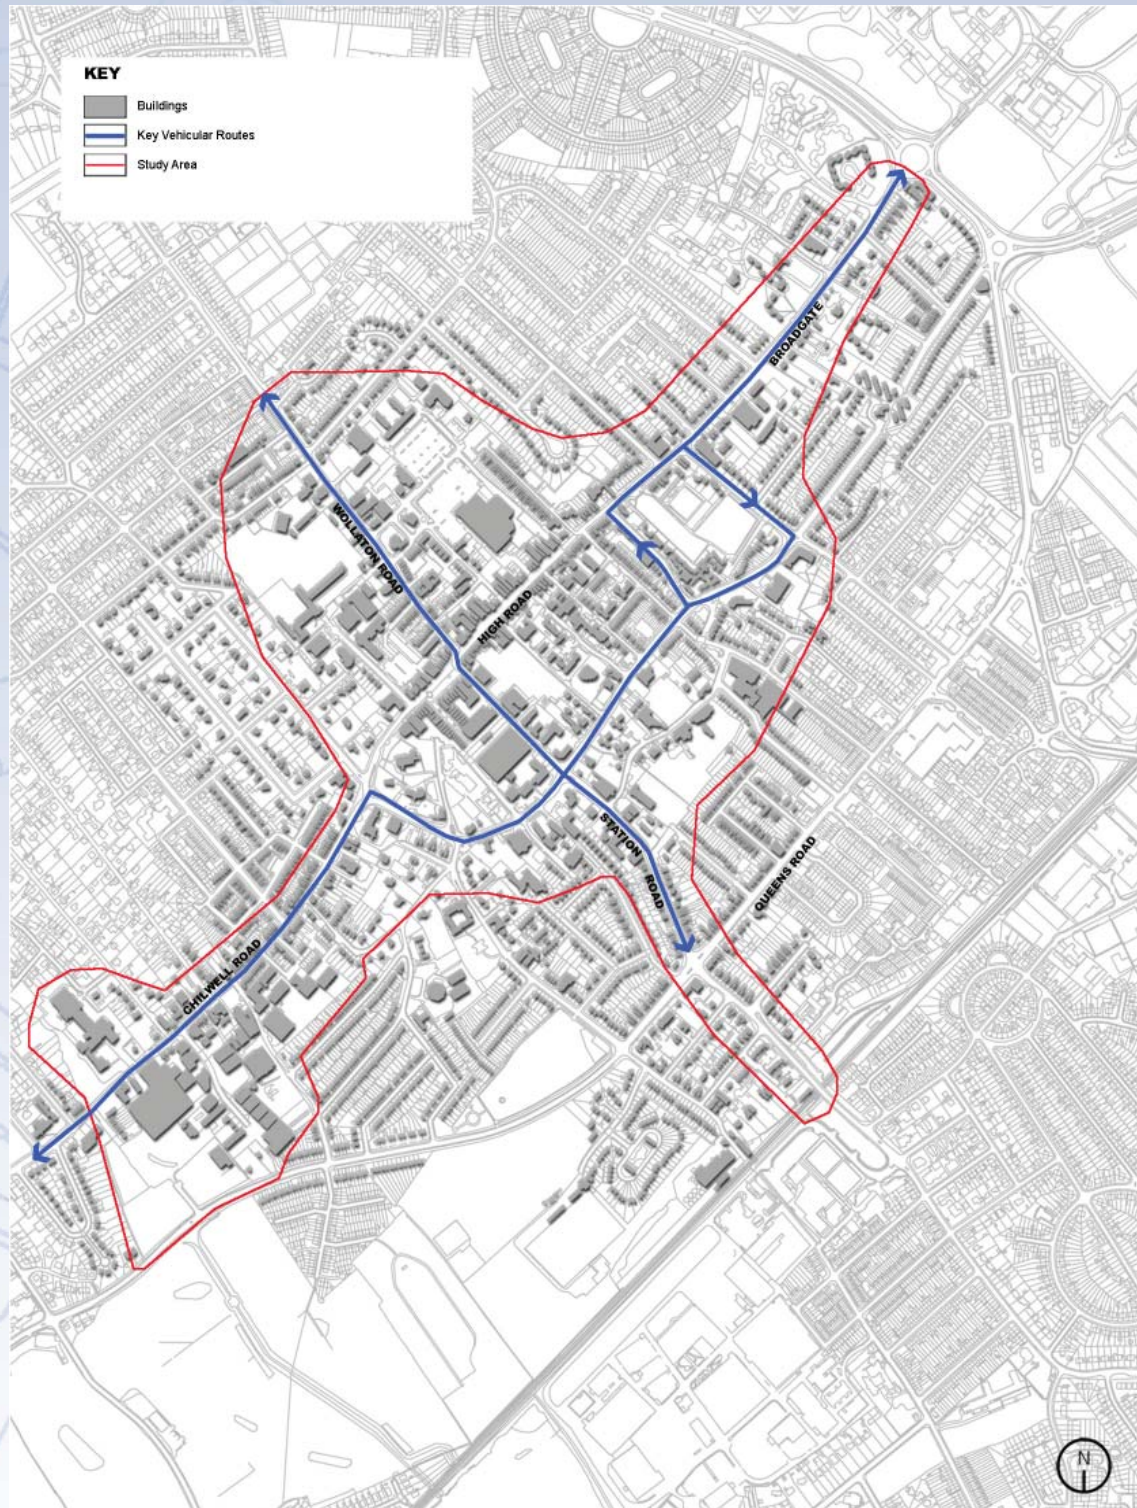 KEY
Buildings
Key Vehicular Routes
Study Area
BROADGATE
WOLLATON ROAD
HIGH ROAD
STATION
ROAD
QUEENS ROAD
CHILWELL ROAD
N